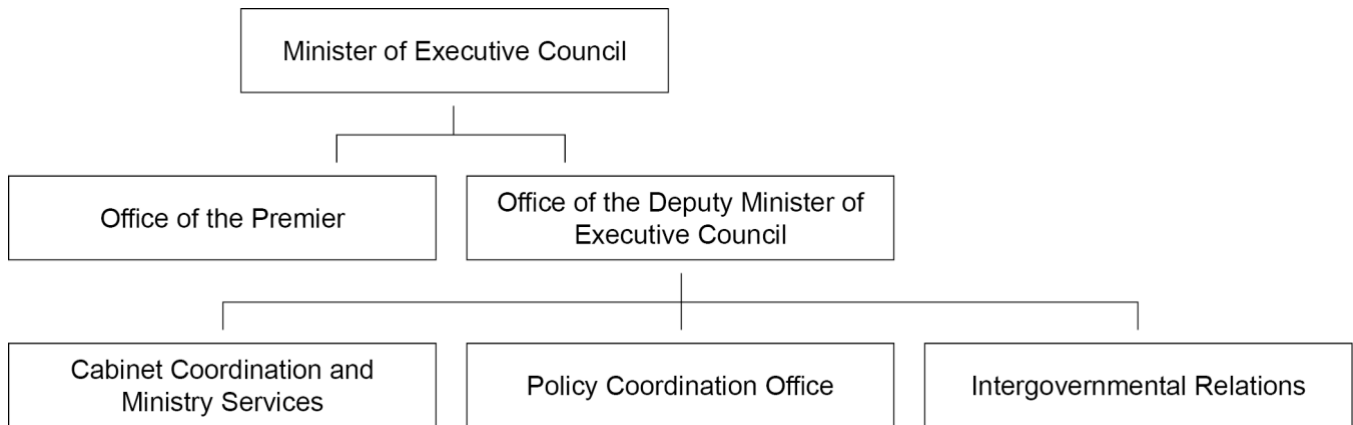 Minister of Executive Council
Office of the Premier
Office of the Deputy Minister of
Executive Council
Cabinet Coordination and
Ministry Services
Policy Coordination Office
Intergovernmental Relations